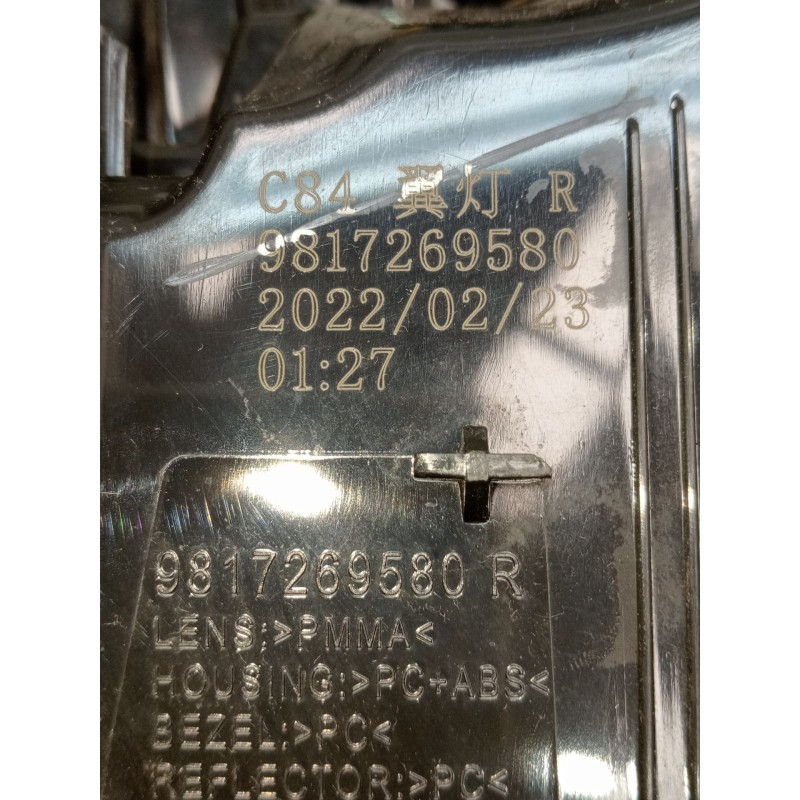 C84 翼灯 R
9817269580
2022/02/23
01:27
9817269580 R
LENS:>PMMA<
HOUSING:>PC+ABS<
BEZEL:>PC<
REFLECTOR:>PC<